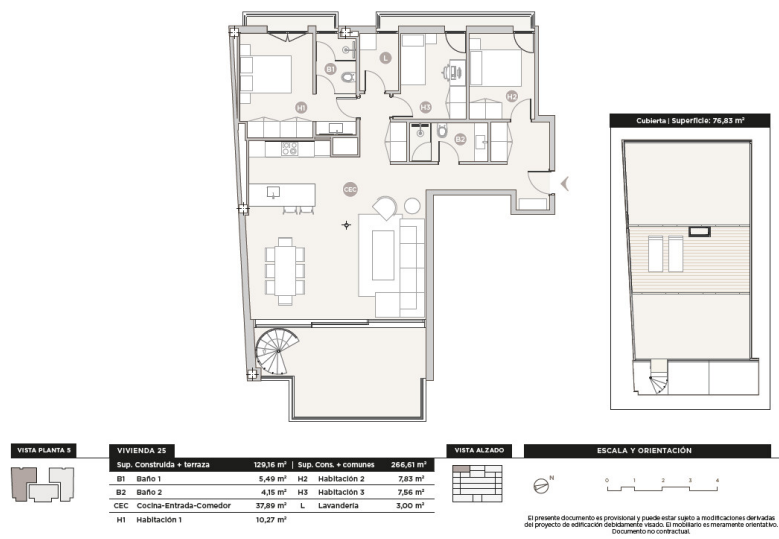 B1
L
H1
H3
H2
B2
CEC
Cubierta | Superficie: 76,83 m²
VISTA PLANTA 5
VIVIENDA 25
Sup. Construida + terraza 129,16 m² | Sup. Cons. + comunes 266,61 m²
B1 Baño 1 5,49 m² H2 Habitación 2 7,83 m²
B2 Baño 2 4,15 m² H3 Habitación 3 7,56 m²
CEC Cocina-Entrada-Comedor 37,89 m² L Lavandería 3,00 m²
H1 Habitación 1 10,27 m²
VISTA ALZADO
ESCALA Y ORIENTACIÓN
N
0 1 2 3 4
El presente documento es provisional y puede estar sujeto a modificaciones derivadas
del proyecto de edificación debidamente visado. El mobiliario es meramente orientativo.
Documento no contractual.